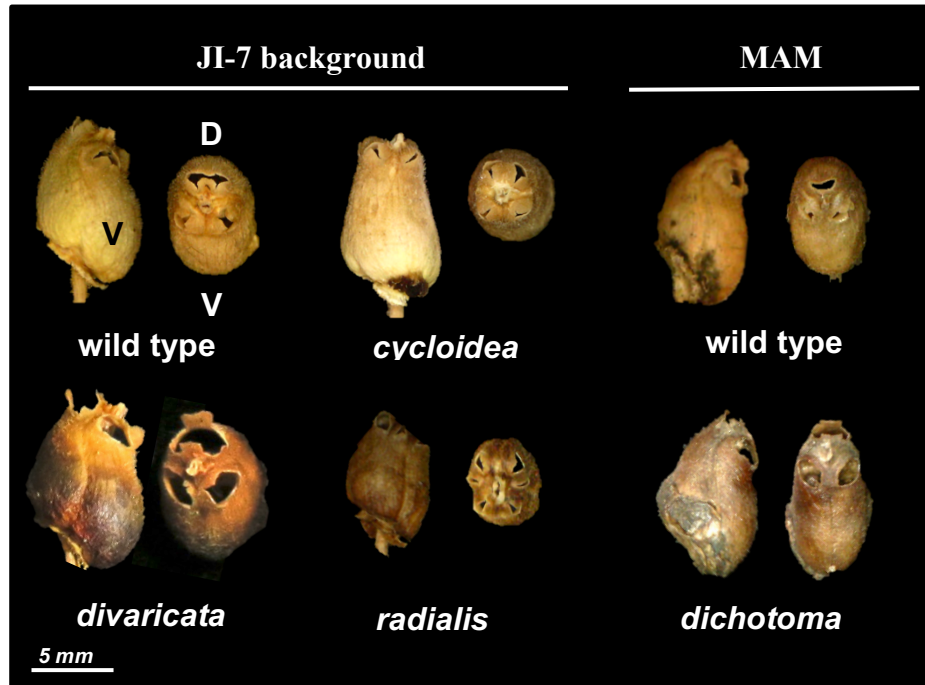 JI-7 background
MAM
D
V
V
wild type
cycloidea
wild type
divaricata
radialis
dichotoma
5 mm